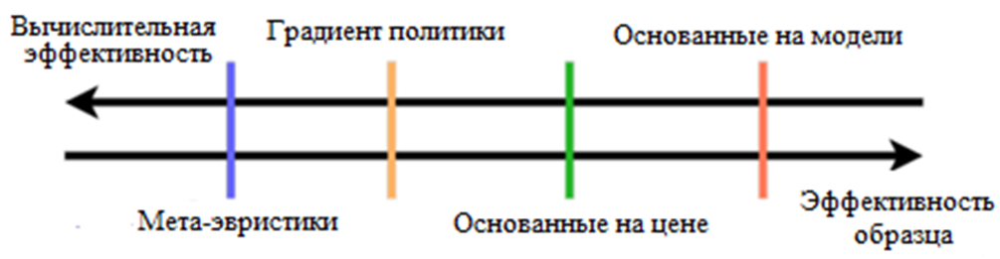 Вычислительная
эффективность
Градиент политики
Основанные на модели
Мета-эвристики
Основанные на цене
Эффективность
образца